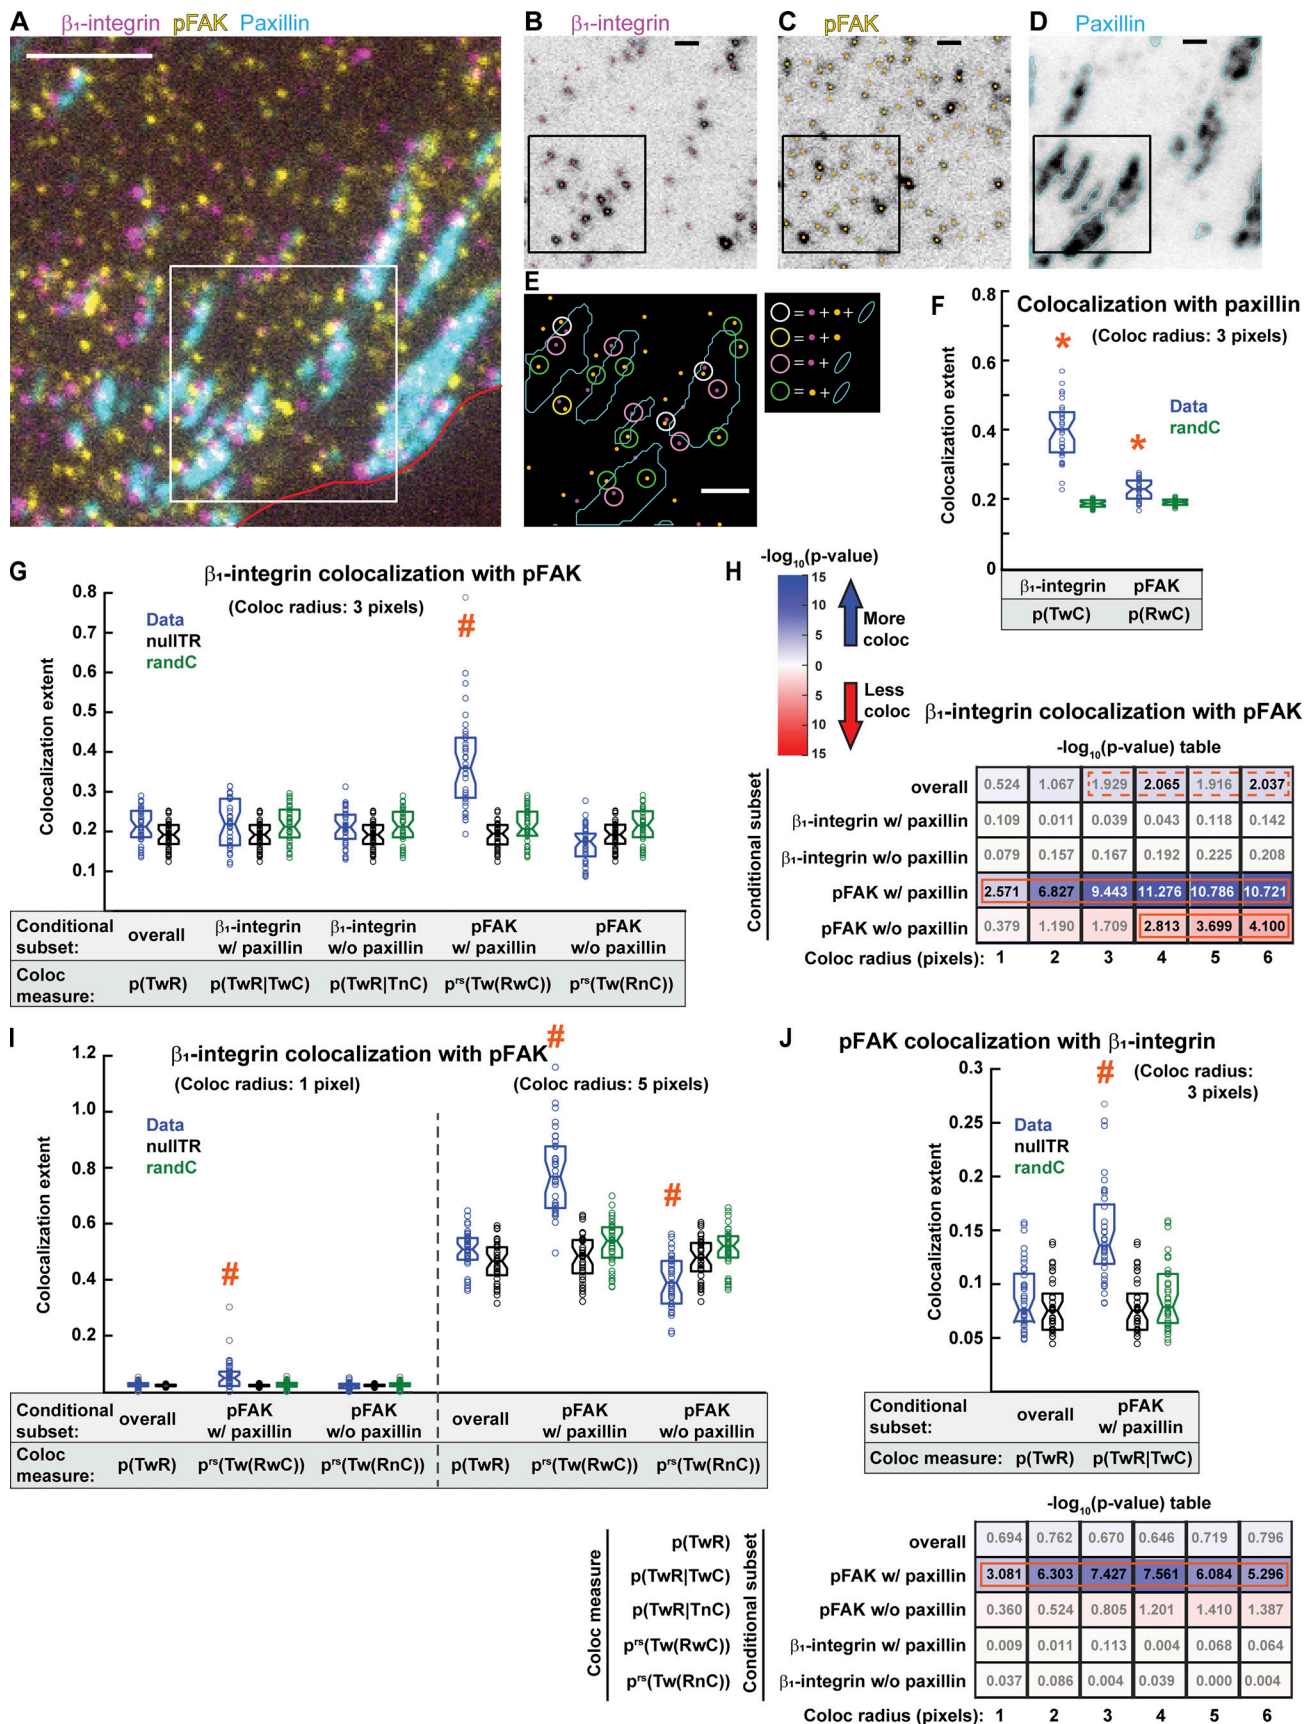 A
β₁-integrin pFAK Paxillin
B
β₁-integrin
C
pFAK
D
Paxillin
E
= + +
= +
= +
= +
F
Colocalization with paxillin
(Coloc radius: 3 pixels)
Colocalization extent
0.8
0.6
0.4
0.2
0
*
*
Data
randC
β₁-integrin pFAK
p(TwC) p(RwC)
G
β₁-integrin colocalization with pFAK
(Coloc radius: 3 pixels)
Data
nullTR
randC
Colocalization extent
0.8
0.7
0.6
0.5
0.4
0.3
0.2
0.1
#
Conditional subset: overall β₁-integrin w/ paxillin β₁-integrin w/o paxillin pFAK w/ paxillin pFAK w/o paxillin
Coloc measure: p(TwR) p(TwR|TwC) p(TwR|TnC) pʳˢ(Tw(RwC)) pʳˢ(Tw(RnC))
H
-log₁₀(p-value)
15
10
5
0
5
10
15
More coloc
Less coloc
β₁-integrin colocalization with pFAK
-log₁₀(p-value) table
Conditional subset
overall 0.524 1.067 1.929 2.065 1.916 2.037
β₁-integrin w/ paxillin 0.109 0.011 0.039 0.043 0.118 0.142
β₁-integrin w/o paxillin 0.079 0.157 0.167 0.192 0.225 0.208
pFAK w/ paxillin 2.571 6.827 9.443 11.276 10.786 10.721
pFAK w/o paxillin 0.379 1.190 1.709 2.813 3.699 4.100
Coloc radius (pixels): 1 2 3 4 5 6
I
β₁-integrin colocalization with pFAK
(Coloc radius: 1 pixel)
(Coloc radius: 5 pixels)
Data
nullTR
randC
Colocalization extent
1.2
1.0
0.8
0.6
0.4
0.2
#
#
#
Conditional subset: overall pFAK w/ paxillin pFAK w/o paxillin overall pFAK w/ paxillin pFAK w/o paxillin
Coloc measure: p(TwR) pʳˢ(Tw(RwC)) pʳˢ(Tw(RnC)) p(TwR) pʳˢ(Tw(RwC)) pʳˢ(Tw(RnC))
J
pFAK colocalization with β₁-integrin
(Coloc radius: 3 pixels)
Data
nullTR
randC
Colocalization extent
0.3
0.25
0.2
0.15
0.1
0.05
#
Conditional subset: overall pFAK w/ paxillin
Coloc measure: p(TwR) p(TwR|TwC)
-log₁₀(p-value) table
Coloc measure
Conditional subset
p(TwR) overall 0.694 0.762 0.670 0.646 0.719 0.796
p(TwR|TwC) pFAK w/ paxillin 3.081 6.303 7.427 7.561 6.084 5.296
p(TwR|TnC) pFAK w/o paxillin 0.360 0.524 0.805 1.201 1.410 1.387
pʳˢ(Tw(RwC)) β₁-integrin w/ paxillin 0.009 0.011 0.113 0.004 0.068 0.064
pʳˢ(Tw(RnC)) β₁-integrin w/o paxillin 0.037 0.086 0.004 0.039 0.000 0.004
Coloc radius (pixels): 1 2 3 4 5 6